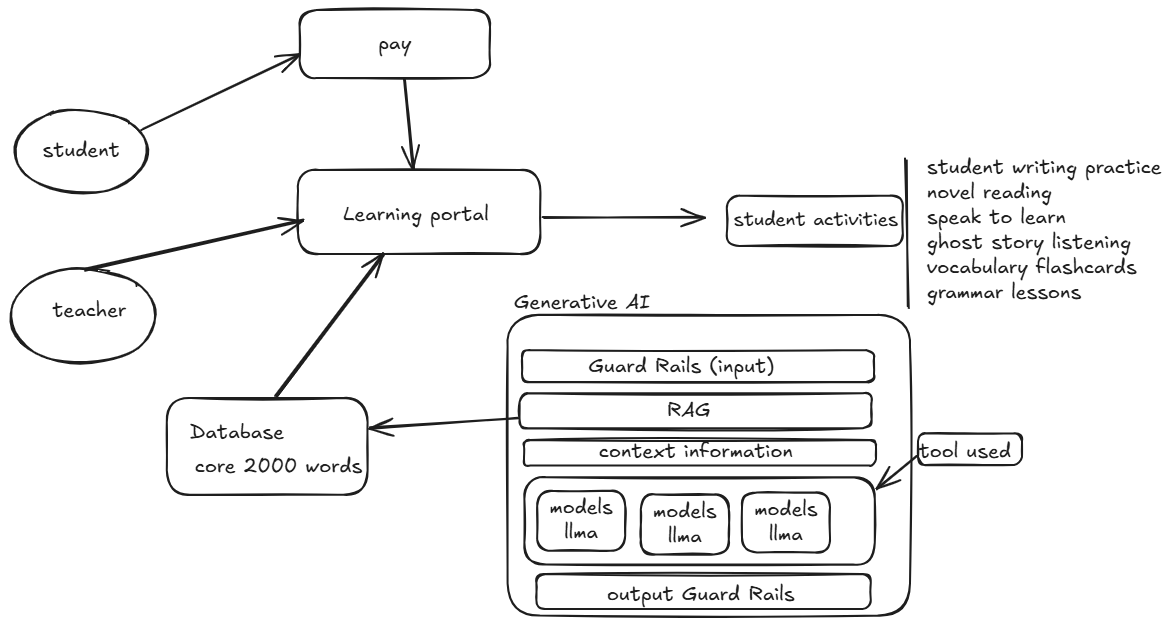 pay
student
Learning portal
teacher
student activities
student writing practice
novel reading
speak to learn
ghost story listening
vocabulary flashcards
grammar lessons
Generative AI
Guard Rails (input)
RAG
Database
core 2000 words
context information
tool used
models
llma
models
llma
models
llma
output Guard Rails